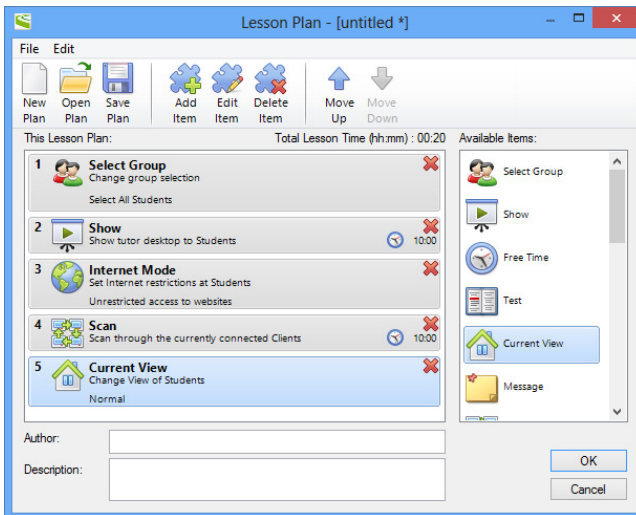 Lesson Plan - [untitled *]
File Edit
New Plan
Open Plan
Save Plan
Add Item
Edit Item
Delete Item
Move Up
Move Down
This Lesson Plan:
Total Lesson Time (hh:mm) : 00:20
Available Items:
1 Select Group
Change group selection
Select All Students
2 Show
Show tutor desktop to Students
10:00
3 Internet Mode
Set Internet restrictions at Students
Unrestricted access to websites
4 Scan
Scan through the currently connected Clients
10:00
5 Current View
Change View of Students
Normal
Select Group
Show
Free Time
Test
Current View
Message
Author:
Description:
OK
Cancel